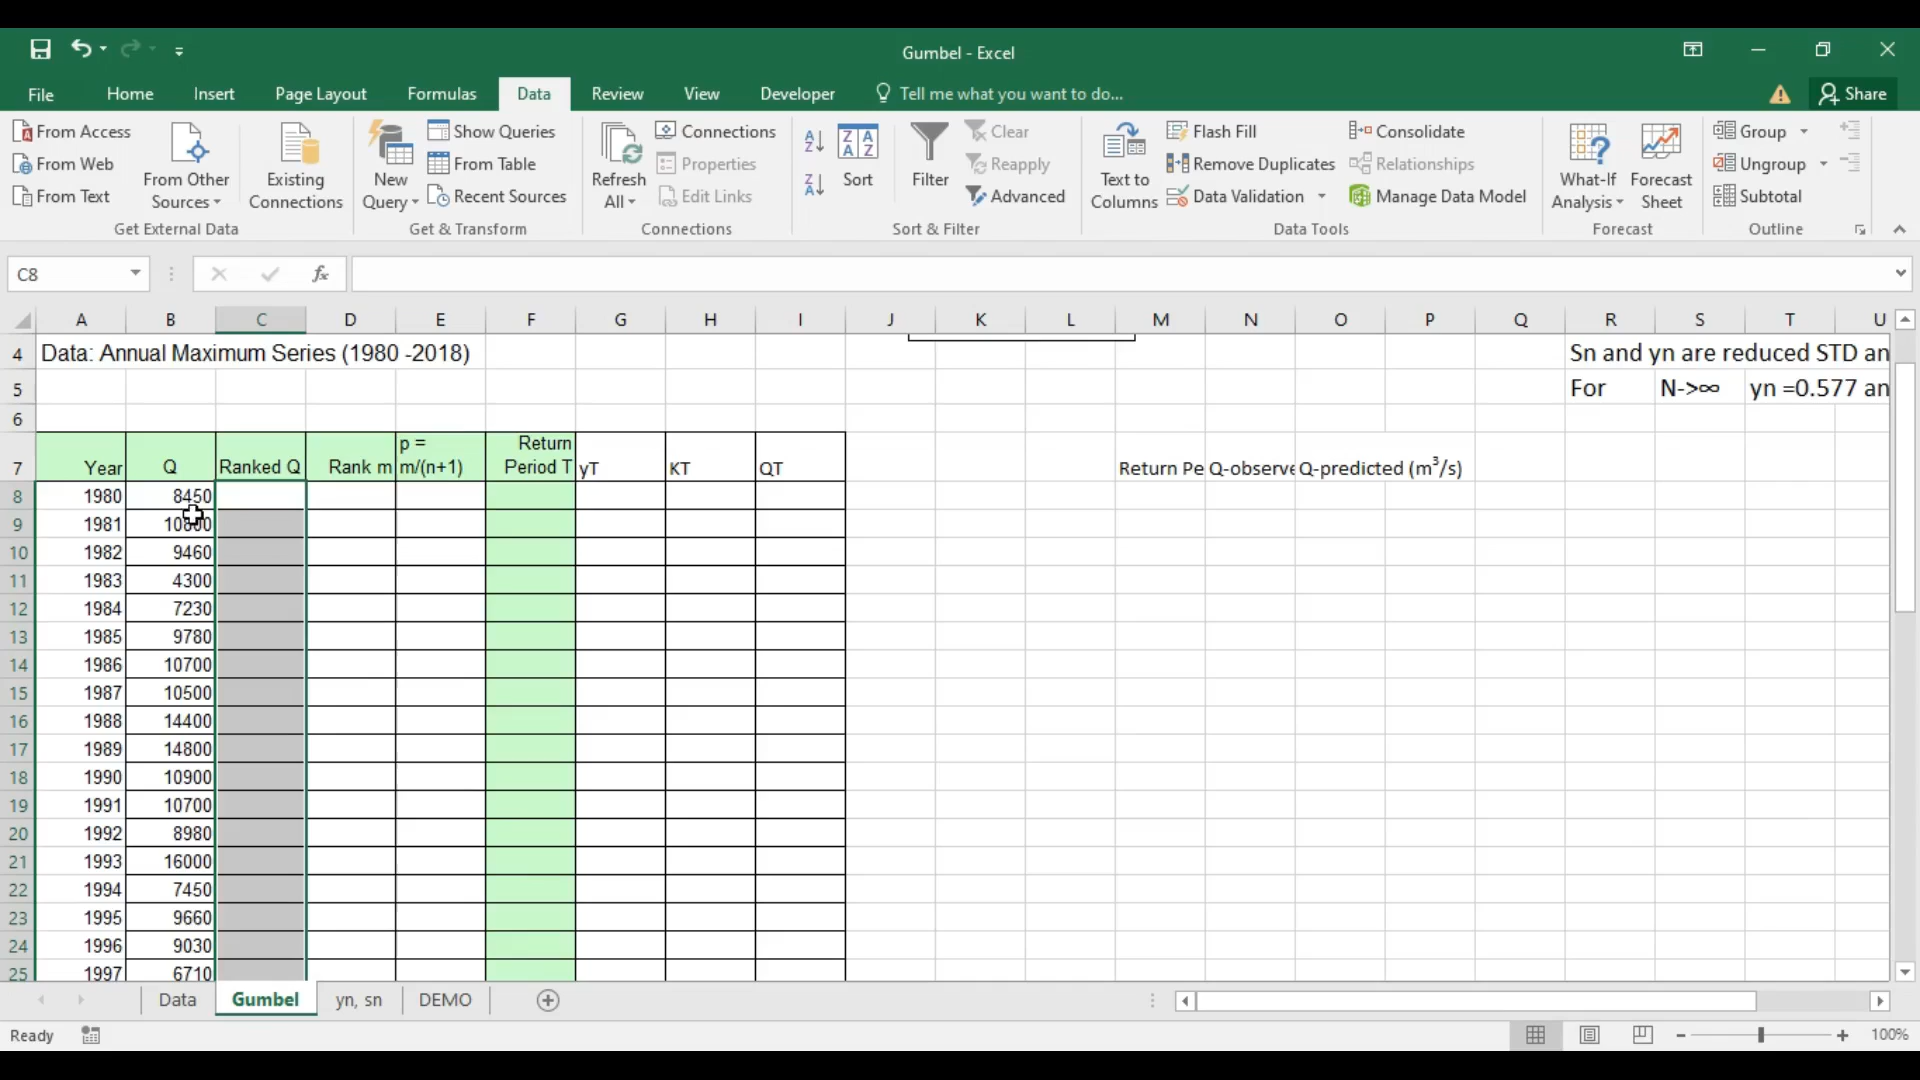 Gumbel - Excel
File Home Insert Page Layout Formulas Data Review View Developer Tell me what you want to do... Share
From Access
From Web
From Text
From Other Sources
Existing Connections
Get External Data
New Query
Show Queries
From Table
Recent Sources
Get & Transform
Refresh All
Connections
Properties
Edit Links
Connections
Sort
Filter
Clear
Reapply
Advanced
Sort & Filter
Text to Columns
Flash Fill
Remove Duplicates
Data Validation
Consolidate
Relationships
Manage Data Model
Data Tools
What-If Analysis
Forecast Sheet
Forecast
Group
Ungroup
Subtotal
Outline
C8 fx
A B C D E F G H I J K L M N O P Q R S T U
4 Data: Annual Maximum Series (1980 -2018) Sn and yn are reduced STD an
5 For N->∞ yn =0.577 an
6
7 Year Q Ranked Q Rank m p = m/(n+1) Return Period T yT KT QT Return Pe Q-observe Q-predicted (m³/s)
8 1980 8450
9 1981 10800
10 1982 9460
11 1983 4300
12 1984 7230
13 1985 9780
14 1986 10700
15 1987 10500
16 1988 14400
17 1989 14800
18 1990 10900
19 1991 10700
20 1992 8980
21 1993 16000
22 1994 7450
23 1995 9660
24 1996 9030
25 1997 6710
Data Gumbel yn, sn DEMO
Ready 100%